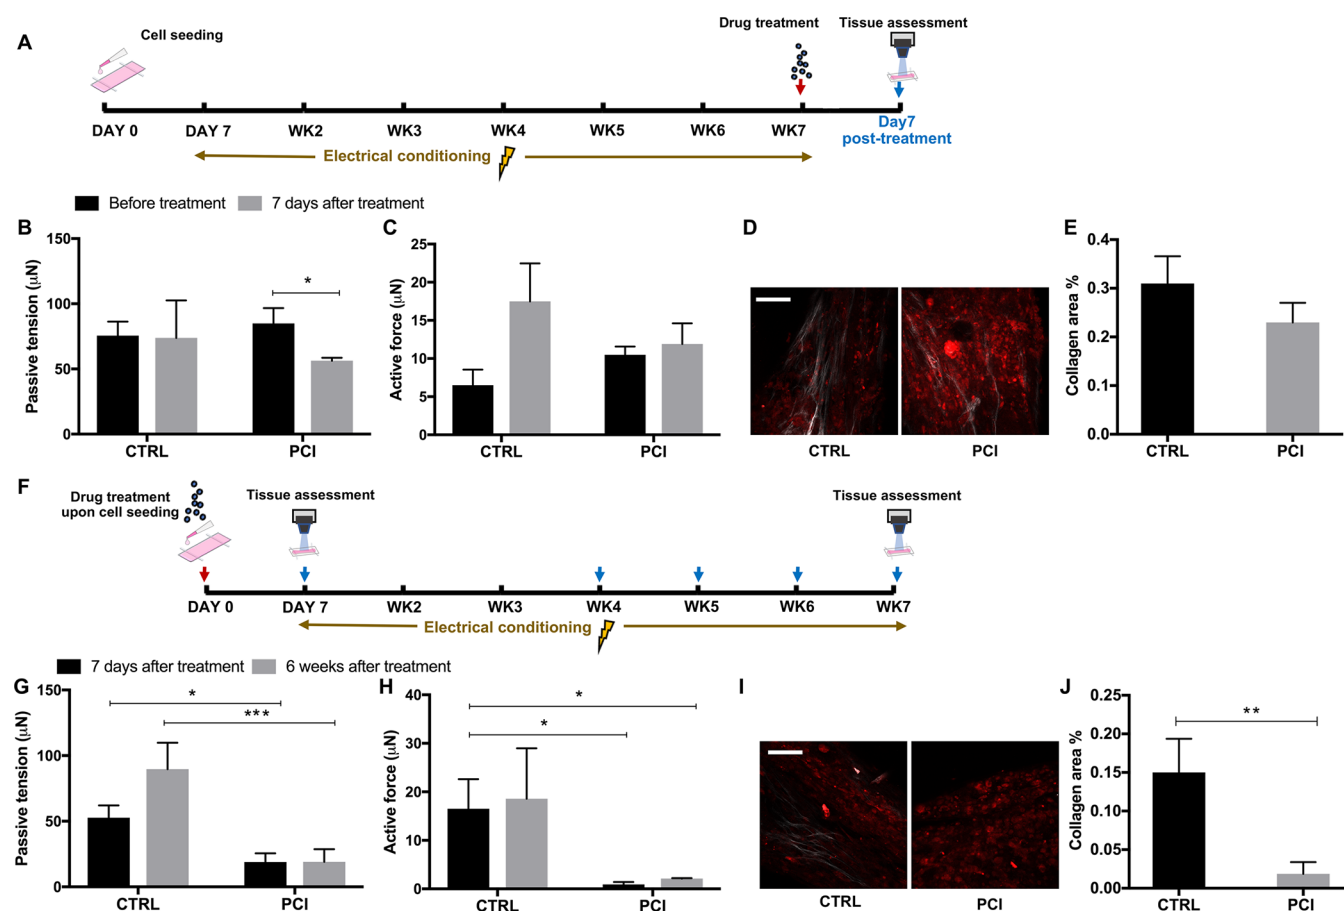 A
Cell seeding
Drug treatment
Tissue assessment
DAY 0
DAY 7
WK2
WK3
WK4
WK5
WK6
WK7
Day7
post-treatment
Electrical conditioning
Before treatment
7 days after treatment
B
Passive tension (μN)
150
100
50
0
*
CTRL
PCI
C
Active force (μN)
25
20
15
10
5
0
CTRL
PCI
D
CTRL
PCI
E
Collagen area %
0.4
0.3
0.2
0.1
0.0
CTRL
PCI
F
Drug treatment
upon cell seeding
Tissue assessment
Tissue assessment
DAY 0
DAY 7
WK2
WK3
WK4
WK5
WK6
WK7
Electrical conditioning
7 days after treatment
6 weeks after treatment
G
Passive tension (μN)
150
100
50
0
*
***
CTRL
PCI
H
Active force (μN)
40
30
20
10
0
*
*
CTRL
PCI
I
CTRL
PCI
J
Collagen area %
0.25
0.20
0.15
0.10
0.05
0.00
**
CTRL
PCI